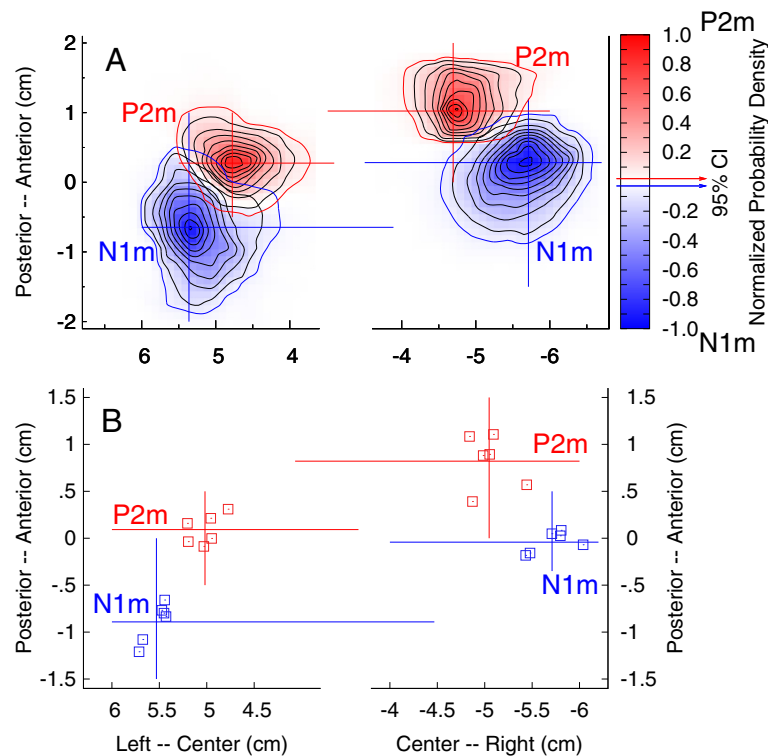 A
P2m
N1m
P2m
N1m
2
1
0
-1
-2
Posterior -- Anterior (cm)
6
5
4
-4
-5
-6
P2m
1.0
0.8
0.6
0.4
0.2
-0.2
-0.4
-0.6
-0.8
-1.0
N1m
95% CI
Normalized Probability Density
B
P2m
N1m
P2m
N1m
1.5
1
.5
0
-.5
-1
-1.5
Posterior -- Anterior (cm)
1.5
1
.5
0
-.5
-1
-1.5
Posterior -- Anterior (cm)
6
5.5
5
4.5
-4
-4.5
-5
-5.5
-6
Left -- Center (cm)
Center -- Right (cm)